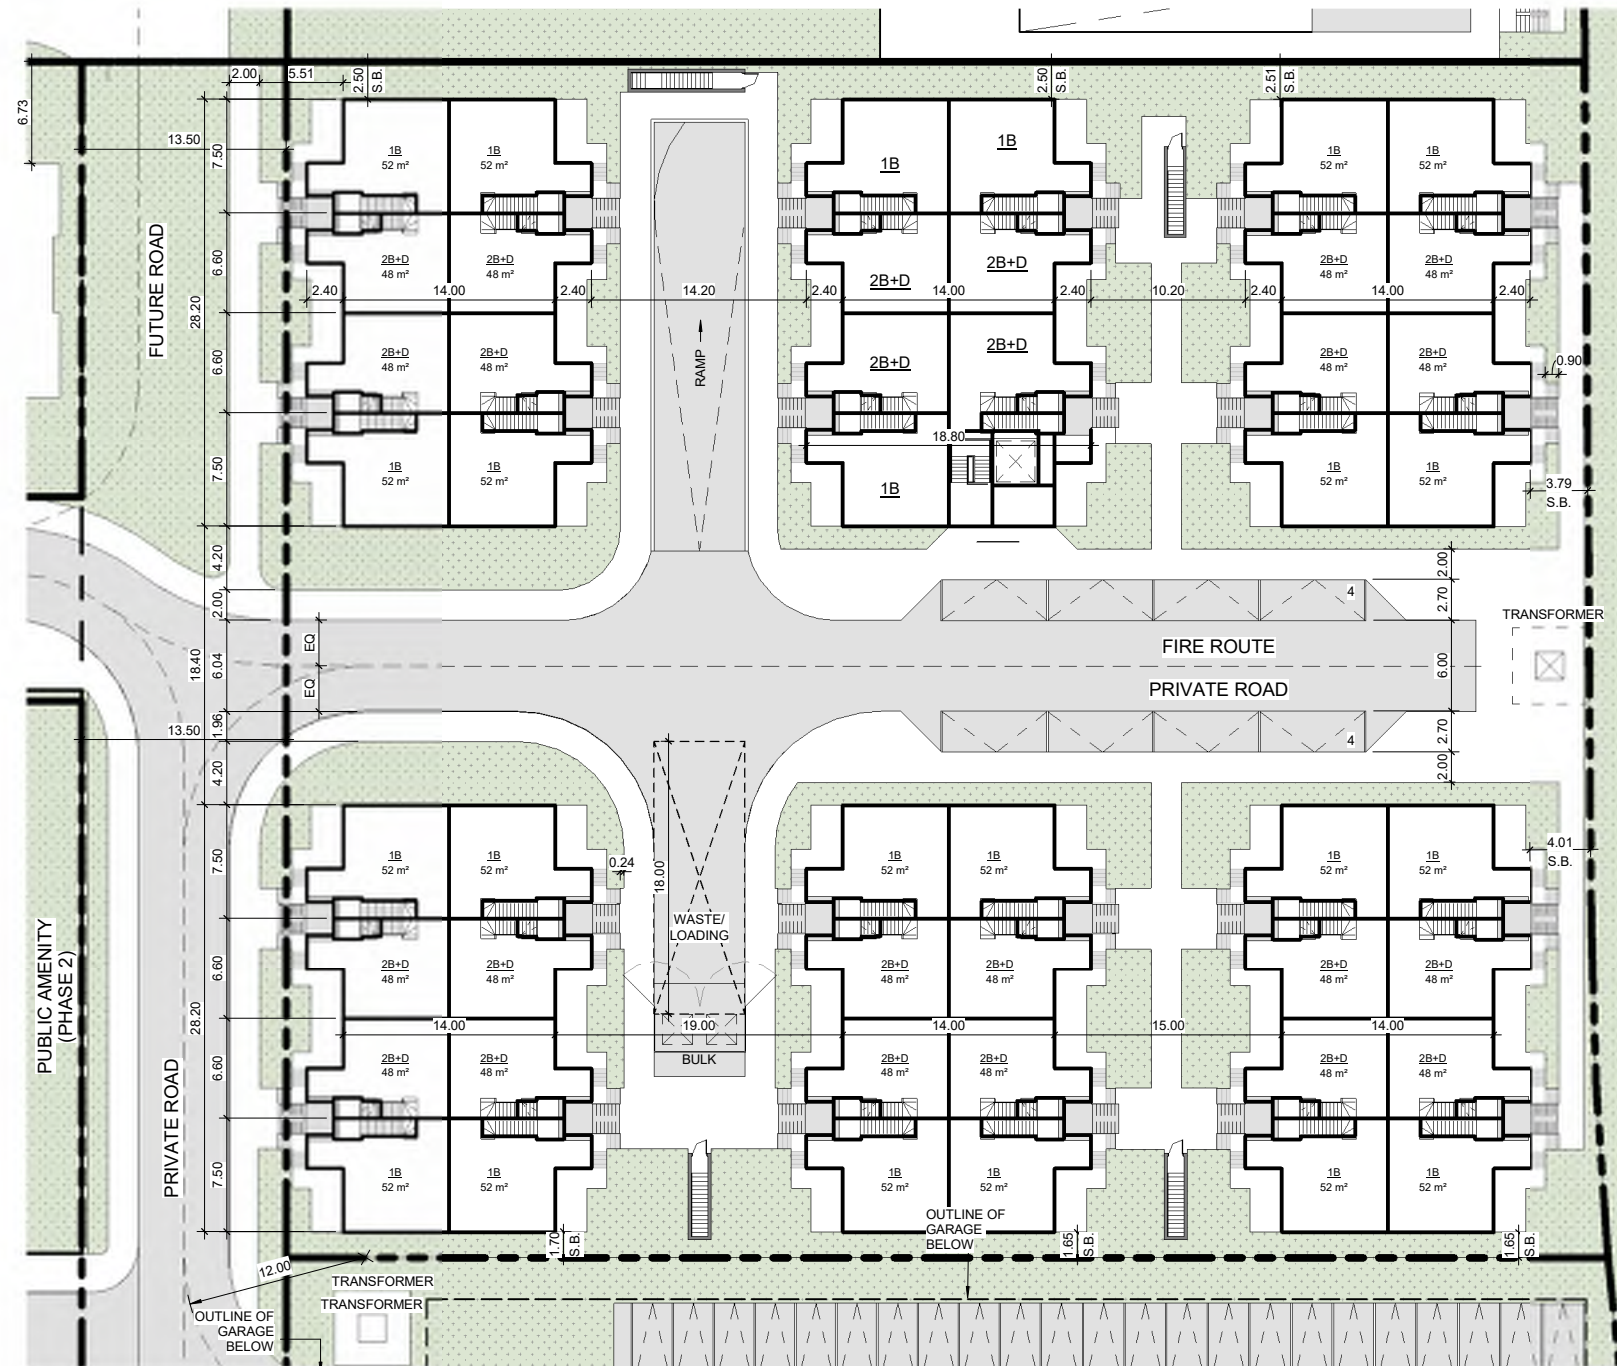 2.00
5.51
2.50
S.B.
2.50
S.B.
2.51
S.B.
6.73
13.50
7.50
1B
52 m²
1B
52 m²
1B
1B
1B
52 m²
1B
52 m²
FUTURE ROAD
6.60
28.20
2B+D
48 m²
2B+D
48 m²
2B+D
2B+D
2B+D
48 m²
2B+D
48 m²
2.40
14.00
2.40
14.20
2.40
14.00
2.40
10.20
2.40
14.00
2.40
6.60
2B+D
48 m²
2B+D
48 m²
RAMP
2B+D
2B+D
2B+D
48 m²
2B+D
48 m²
0.90
18.80
7.50
1B
52 m²
1B
52 m²
1B
1B
52 m²
1B
52 m²
3.79
S.B.
4.20
2.00
2.00
2.70
4
TRANSFORMER
EQ
EQ
18.40
6.04
FIRE ROUTE
PRIVATE ROAD
6.00
13.50
1.96
4
2.70
2.00
4.20
7.50
1B
52 m²
1B
52 m²
0.24
18.00
1B
52 m²
1B
52 m²
1B
52 m²
1B
52 m²
4.01
S.B.
WASTE/
LOADING
PUBLIC AMENITY
(PHASE 2)
6.60
28.20
2B+D
48 m²
2B+D
48 m²
2B+D
48 m²
2B+D
48 m²
2B+D
48 m²
2B+D
48 m²
14.00
19.00
14.00
15.00
14.00
BULK
PRIVATE ROAD
6.60
2B+D
48 m²
2B+D
48 m²
2B+D
48 m²
2B+D
48 m²
2B+D
48 m²
2B+D
48 m²
7.50
1B
52 m²
1B
52 m²
1B
52 m²
1B
52 m²
1B
52 m²
1B
52 m²
OUTLINE OF
GARAGE
BELOW
1.70
S.B.
1.65
S.B.
1.65
S.B.
12.00
TRANSFORMER
TRANSFORMER
OUTLINE OF
GARAGE
BELOW